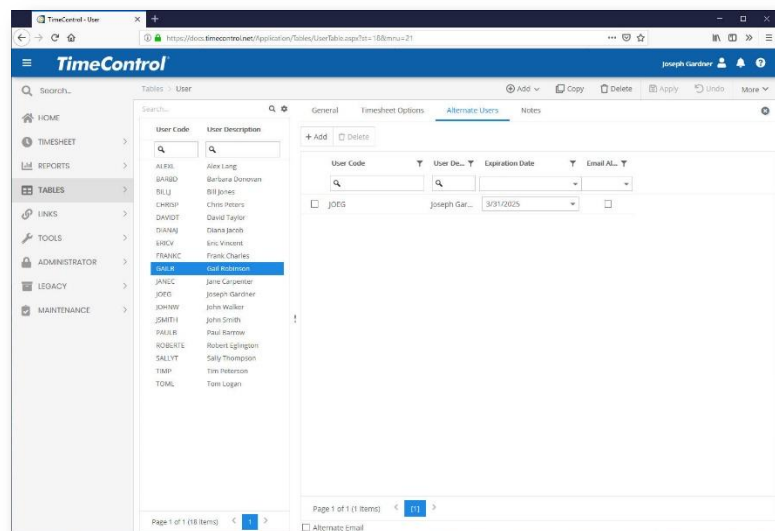 TimeControl - User
https://docs.timecontrol.net/Application/Tables/UserTable.aspx?st=188&mnu=21
TimeControl
Joseph Gardner
Search...
Tables > User
Add
Copy
Delete
Apply
Undo
More
HOME
TIMESHEET
REPORTS
TABLES
LINKS
TOOLS
ADMINISTRATOR
LEGACY
MAINTENANCE
Search...
User Code User Description
ALEXL Alex Lang
BARBD Barbara Donovan
BILLJ Bill Jones
CHRISP Chris Peters
DAVIDT David Taylor
DIANAJ Diana Jacob
ERICV Eric Vincent
FRANKC Frank Charles
GAILR Gail Robinson
JANEC Jane Carpenter
JOEG Joseph Gardner
JOHNW John Walker
JSMITH John Smith
PAULB Paul Barrow
ROBERTE Robert Eglington
SALLYT Sally Thompson
TIMP Tim Peterson
TOML Tom Logan
Page 1 of 1 (18 items) < 1 >
General Timesheet Options Alternate Users Notes
+ Add Delete
User Code User De... Expiration Date Email Al...
JOEG Joseph Gar... 3/31/2025
Page 1 of 1 (1 items) < [1] >
Alternate Email